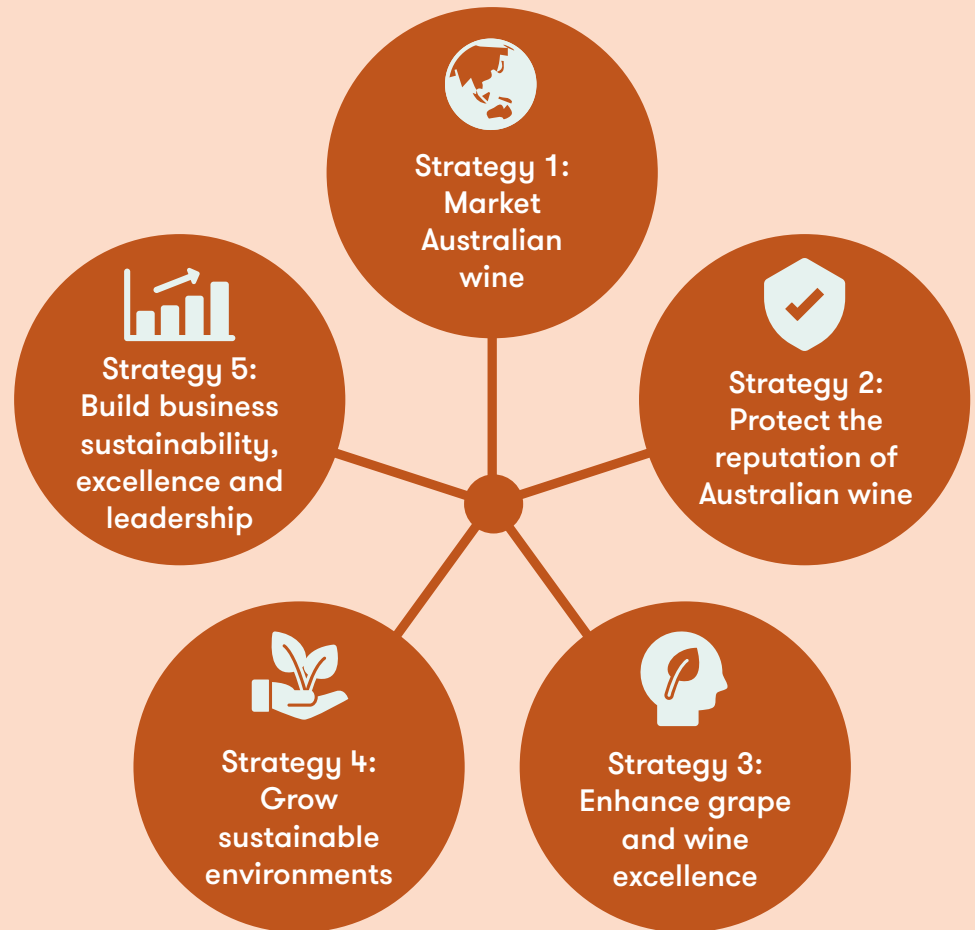 Strategy 1:
Market
Australian
wine
Strategy 2:
Protect the
reputation of
Australian wine
Strategy 3:
Enhance grape
and wine
excellence
Strategy 4:
Grow
sustainable
environments
Strategy 5:
Build business
sustainability,
excellence and
leadership